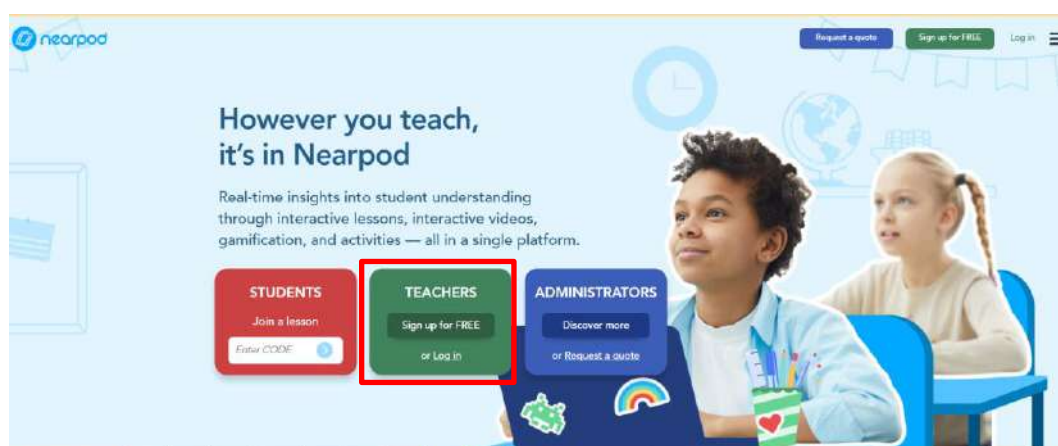 nearpod
Request a quote
Sign up for FREE
Log in
However you teach,
it's in Nearpod
Real-time insights into student understanding
through interactive lessons, interactive videos,
gamification, and activities — all in a single platform.
STUDENTS
Join a lesson
Enter CODE
TEACHERS
Sign up for FREE
or Log in
ADMINISTRATORS
Discover more
or Request a quote